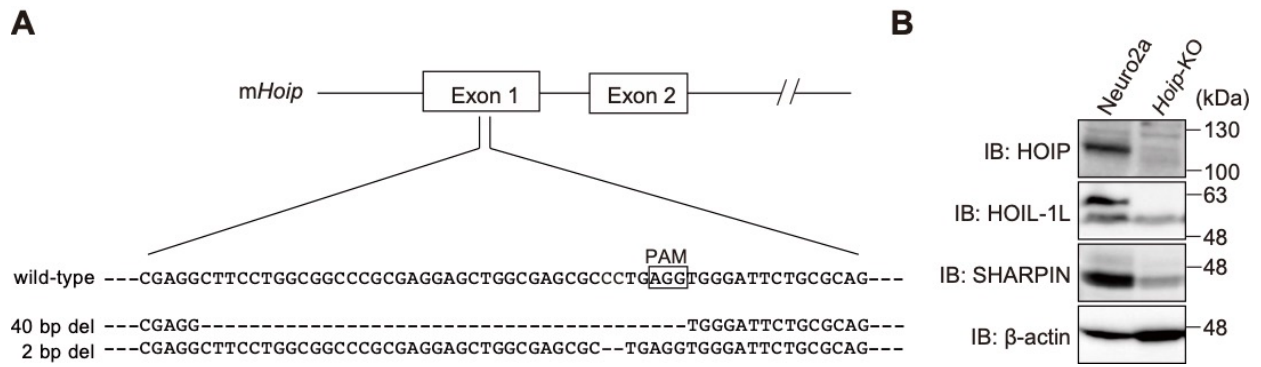 A
B
mHoip
Exon 1
Exon 2
PAM
wild-type ---CGAGGCTTCCTGGCGGCCCGCGAGGAGCTGGCGAGCGCCCTGAGGTGGGATTCTGCGCAG---
40 bp del ---CGAGG----------------------------------------TGGGATTCTGCGCAG---
2 bp del ---CGAGGCTTCCTGGCGGCCCGCGAGGAGCTGGCGAGCGC--TGAGGTGGGATTCTGCGCAG---
Neuro2a
Hoip-KO
(kDa)
IB: HOIP
130
100
IB: HOIL-1L
63
48
IB: SHARPIN
48
IB: β-actin
48